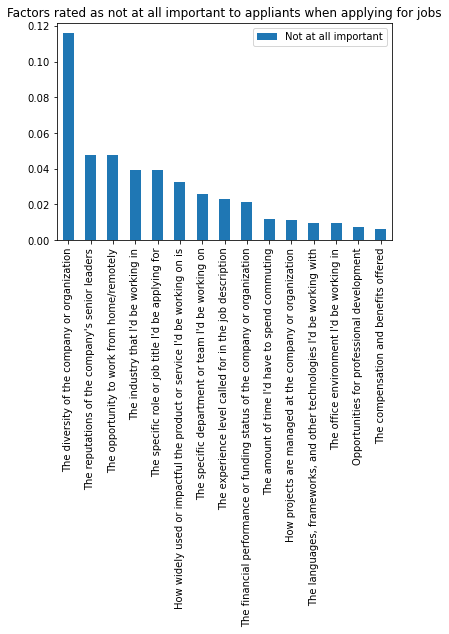 Factors rated as not at all important to appliants when applying for jobs
Not at all important
0.12
0.10
0.08
0.06
0.04
0.02
0.00
The diversity of the company or organization
The reputations of the company's senior leaders
The opportunity to work from home/remotely
The industry that I'd be working in
The specific role or job title I'd be applying for
How widely used or impactful the product or service I'd be working on is
The specific department or team I'd be working on
The experience level called for in the job description
The financial performance or funding status of the company or organization
The amount of time I'd have to spend commuting
How projects are managed at the company or organization
The languages, frameworks, and other technologies I'd be working with
The office environment I'd be working in
Opportunities for professional development
The compensation and benefits offered